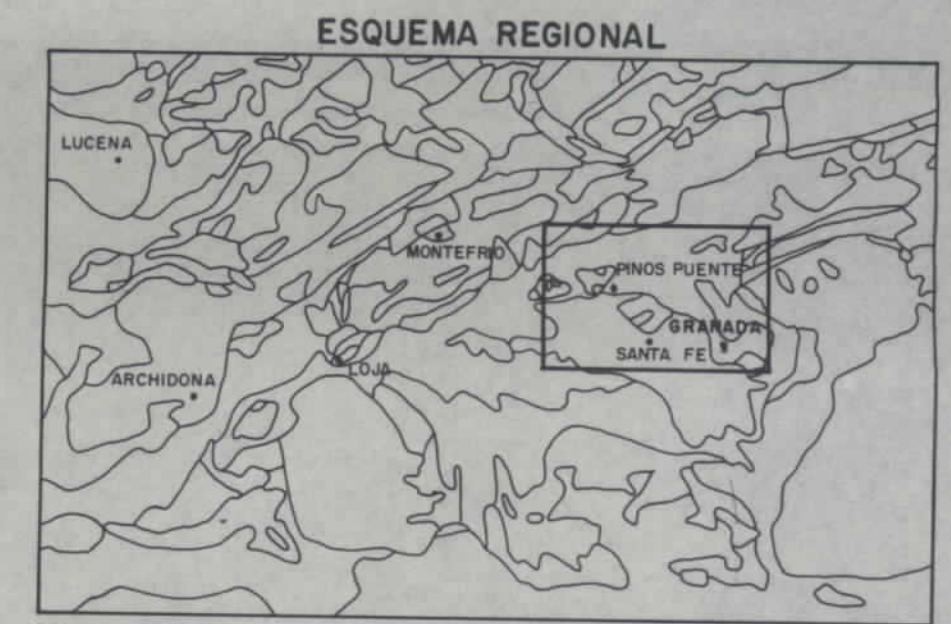 ESQUEMA REGIONAL
LUCENA
MONTEFRIO
PINOS PUENTE
GRANADA
SANTA FE
LOJA
ARCHIDONA